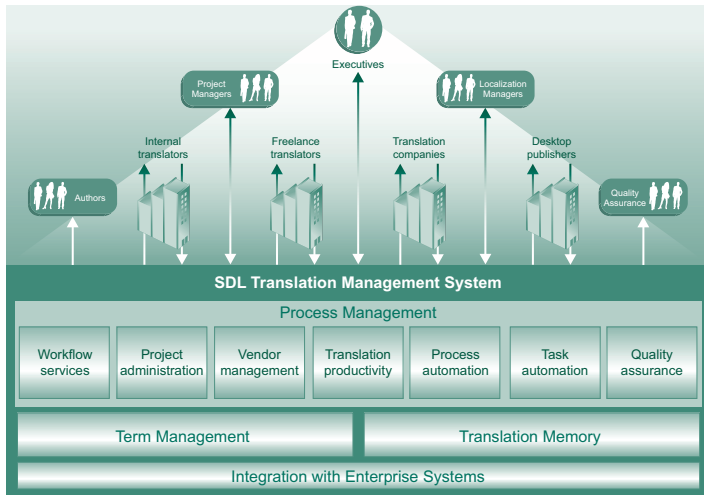 Executives
Project
Managers
Localization
Managers
Internal
translators
Freelance
translators
Translation
companies
Desktop
publishers
Authors
Quality
Assurance
SDL Translation Management System
Process Management
Workflow
services
Project
administration
Vendor
management
Translation
productivity
Process
automation
Task
automation
Quality
assurance
Term Management
Translation Memory
Integration with Enterprise Systems